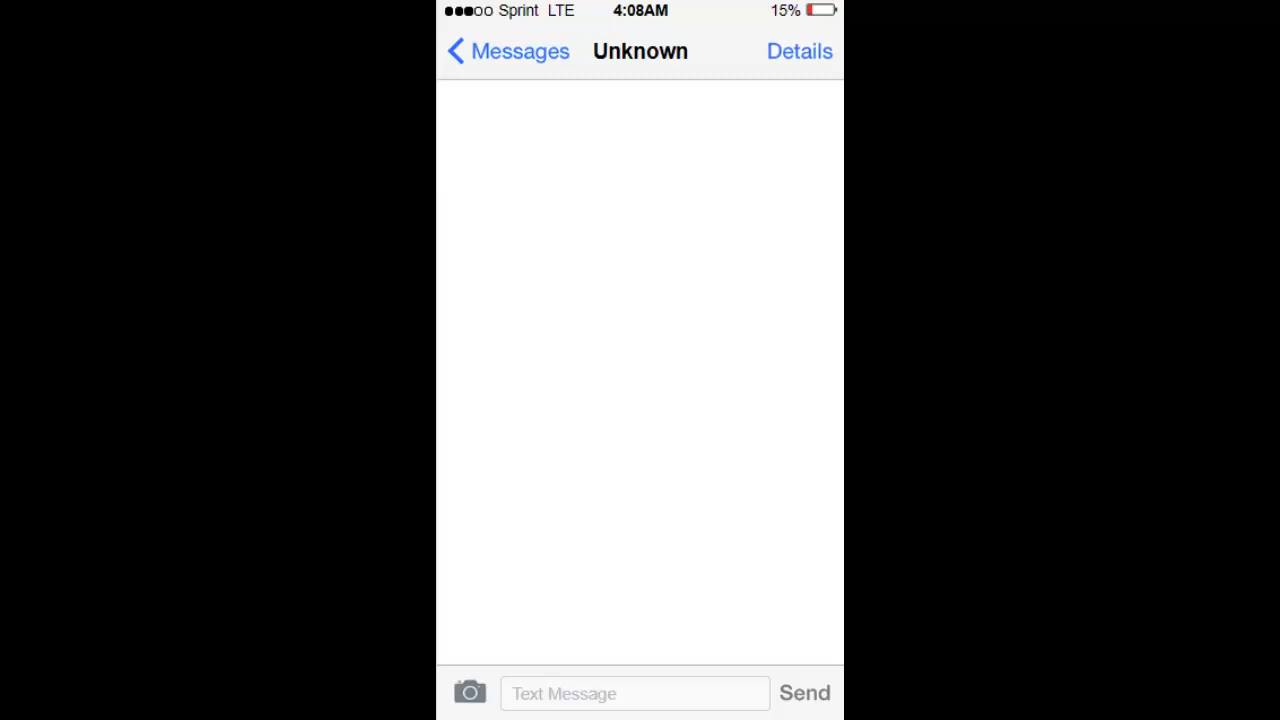 Sprint LTE 4:08AM 15%
Messages Unknown Details
Text Message Send